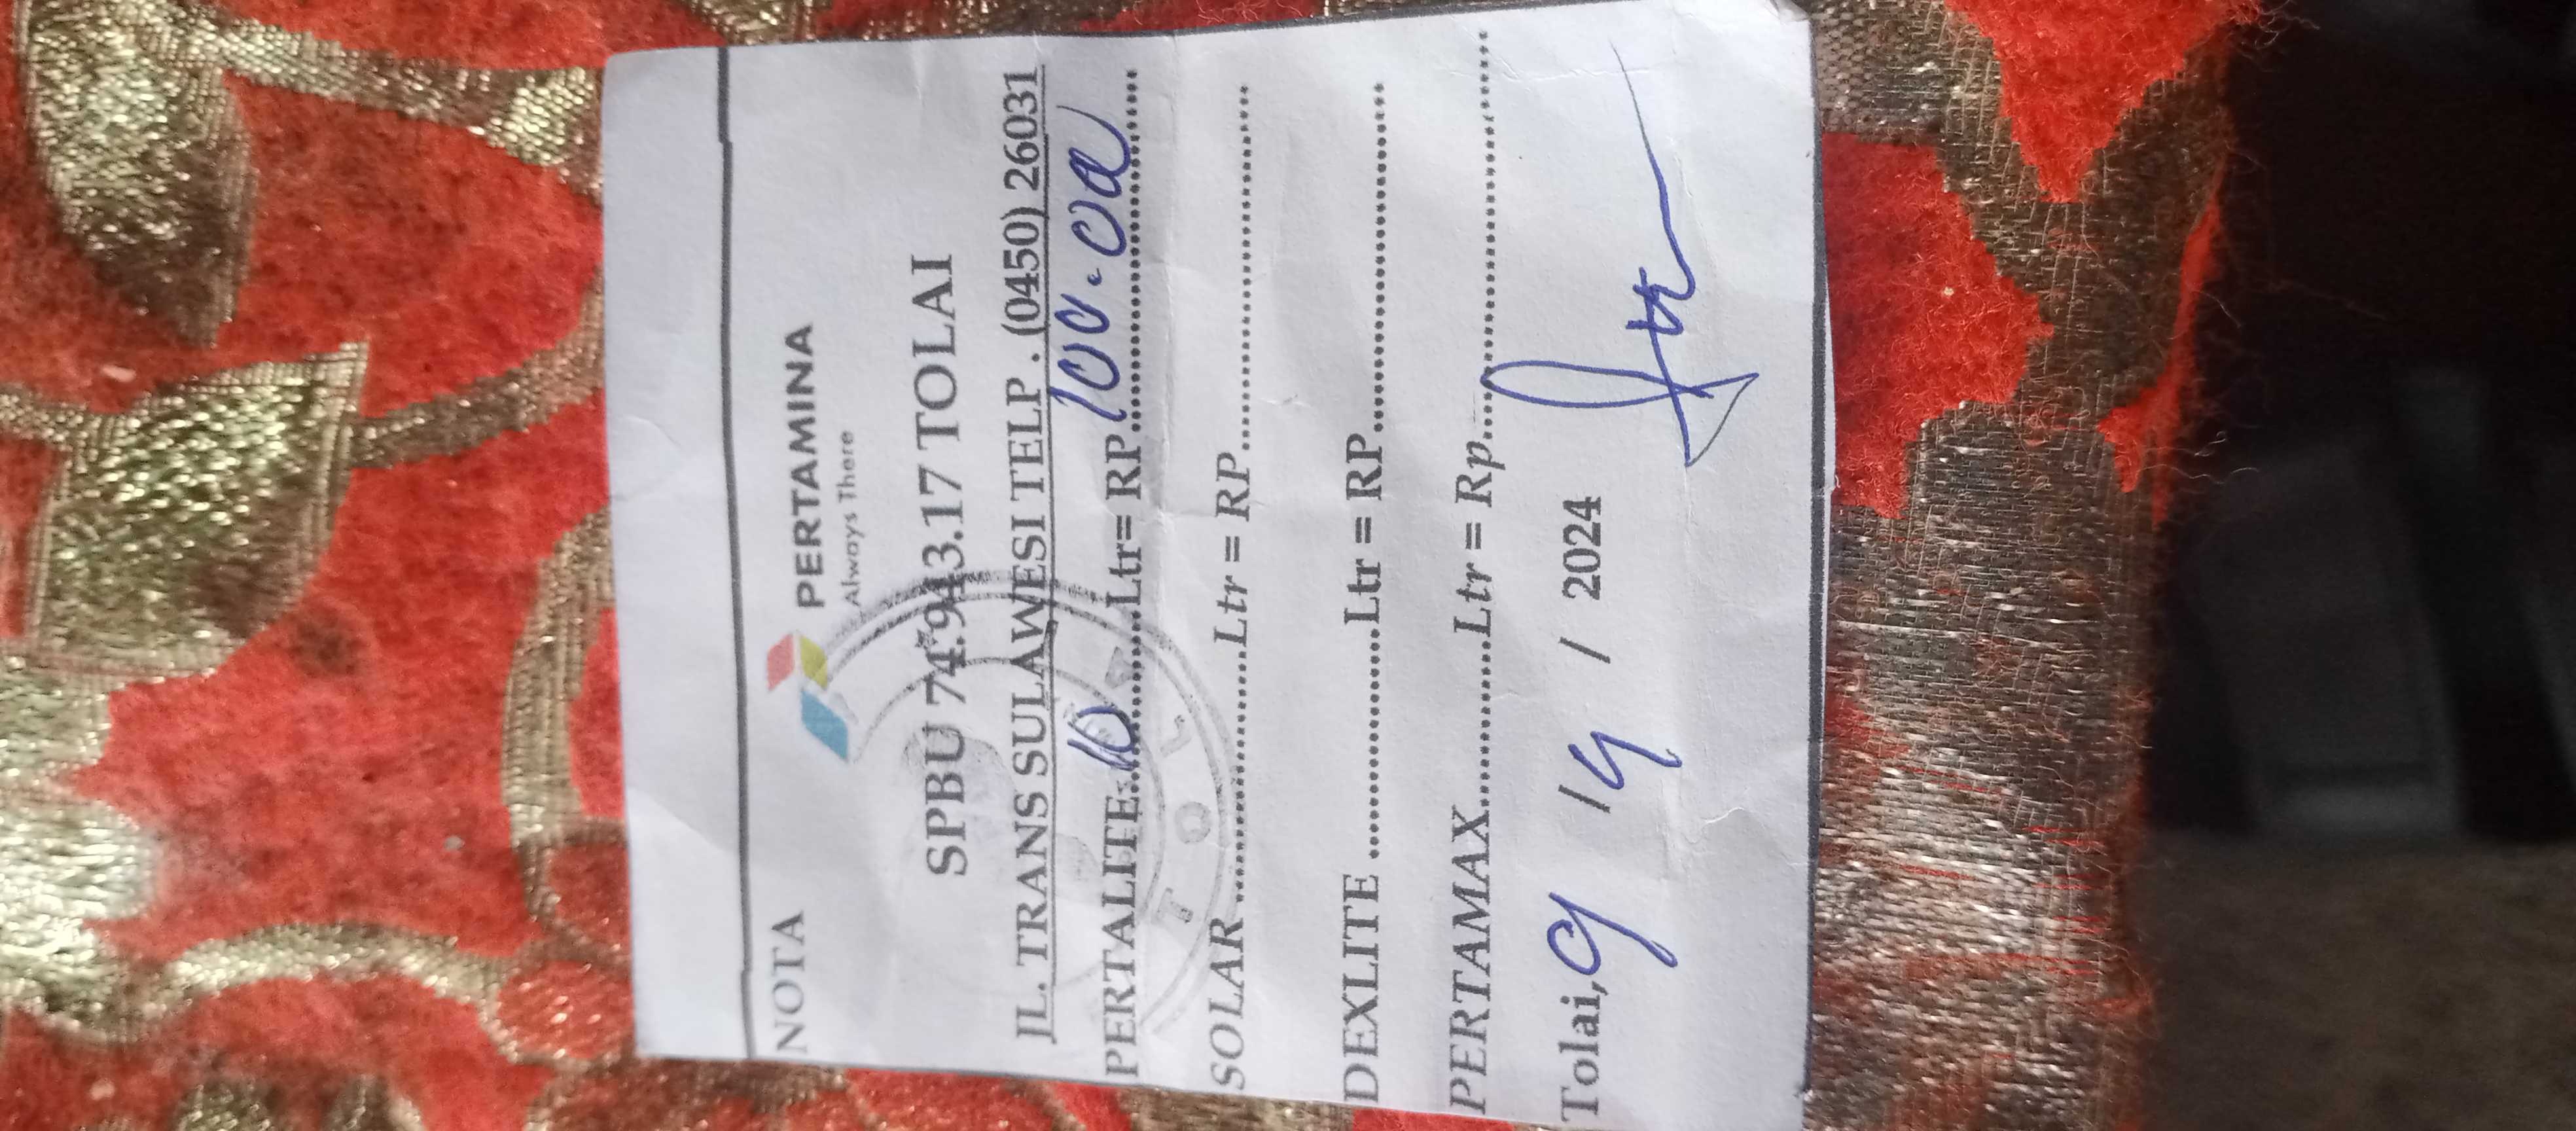 NOTA
PERTAMINA
Always There
SPBU 74.943.17 TOLAI
JL. TRANS SULAWESI TELP . (0450) 26031
PERTALITE:..10..........Ltr= RP...100.000......
SOLAR ........................Ltr = RP...............................
DEXLITE ........................Ltr = RP..............................
PERTAMAX...............Ltr = Rp...................................
Tolai, 9 / 4 / 2024
TOL